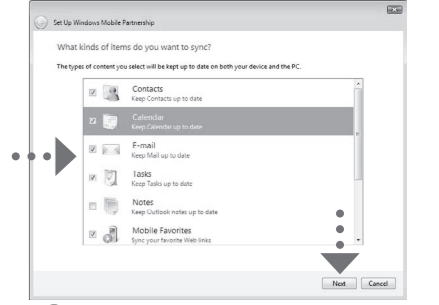 Set Up Windows Mobile Partnership
What kinds of items do you want to sync?
The types of content you select will be kept up to date on both your device and the PC.
Contacts
Keep Contacts up to date
Calendar
Keep Calendar up to date
E-mail
Keep Mail up to date
Tasks
Keep Tasks up to date
Notes
Keep Outlook notes up to date
Mobile Favorites
Sync your favorite Web links
Next Cancel